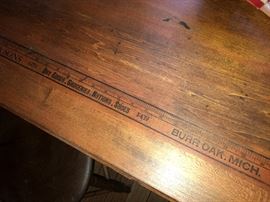 Dry Goods, Groceries, Notions, Shoes BURR OAK, MICH.